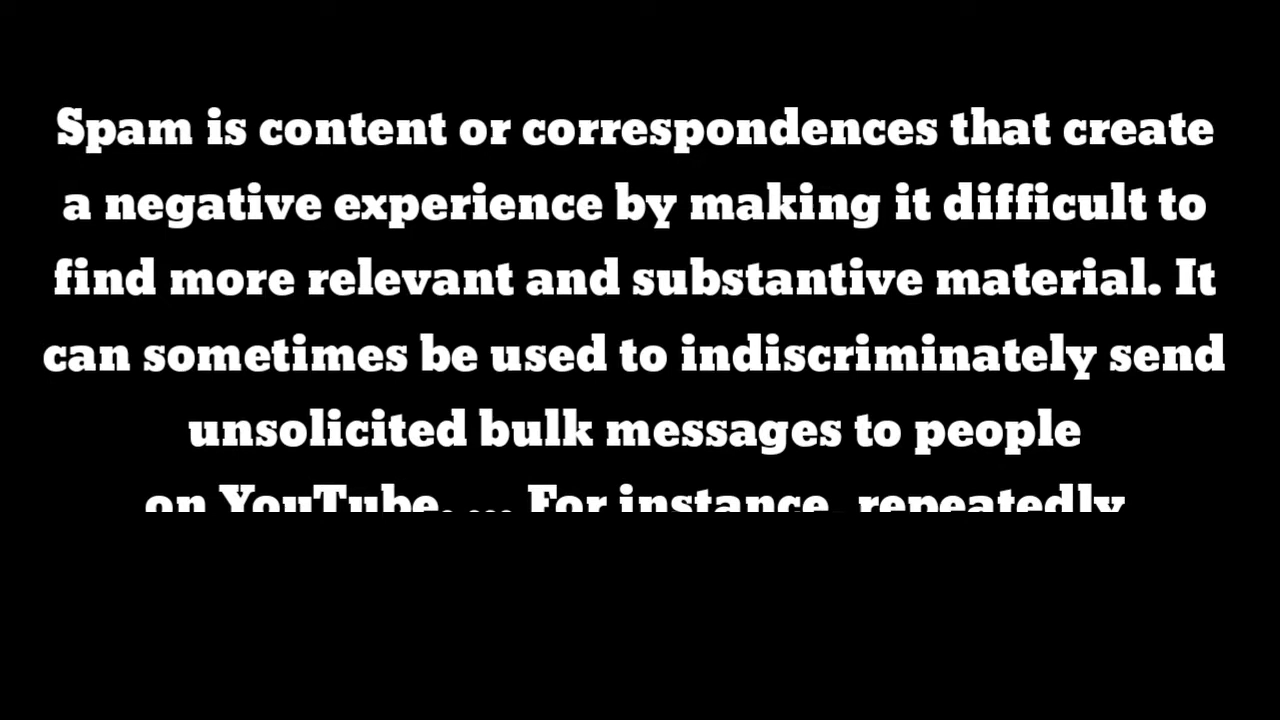 Spam is content or correspondences that create
a negative experience by making it difficult to
find more relevant and substantive material. It
can sometimes be used to indiscriminately send
unsolicited bulk messages to people
on YouTube. ... For instance, repeatedly